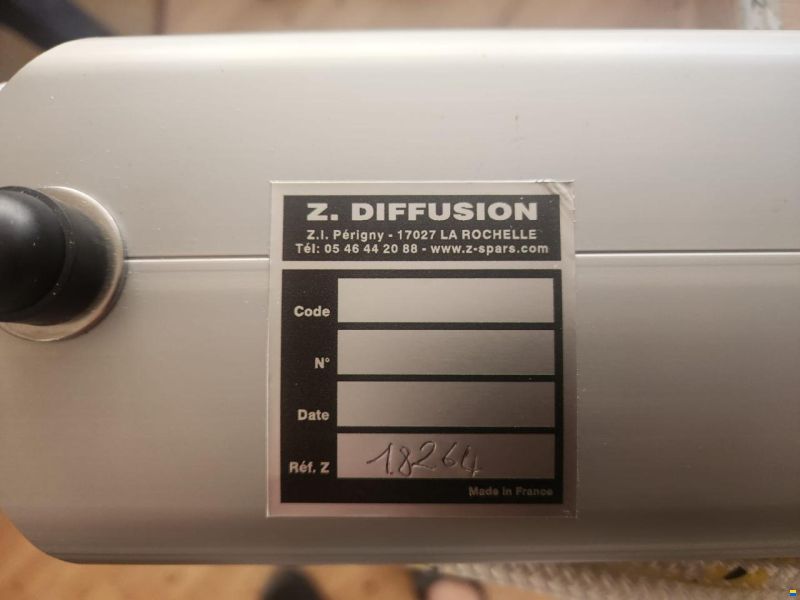 Z. DIFFUSION
Z.I. Périgny - 17027 LA ROCHELLE
Tél: 05 46 44 20 88 - www.z-spars.com
Code
N°
Date
Réf. Z 18264
Made in France